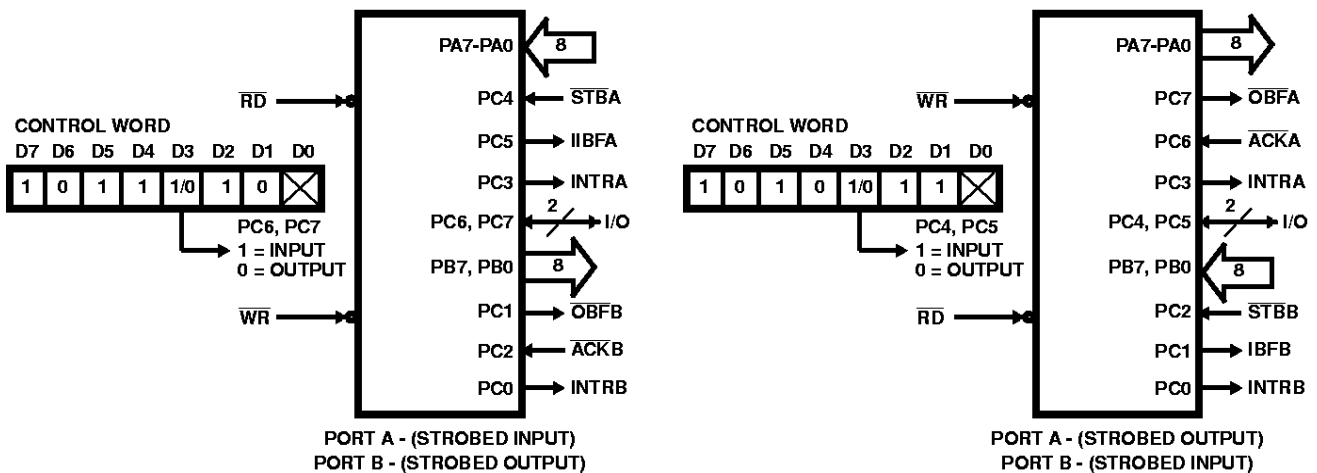 PA7-PA0 8
RD
PC4 STBA
CONTROL WORD
D7 D6 D5 D4 D3 D2 D1 D0
1 0 1 1 1/0 1 0
PC5 IIBFA
PC3 INTRA
PC6, PC7 2 I/O
PC6, PC7
1 = INPUT
0 = OUTPUT
PB7, PB0 8
WR
PC1 OBFB
PC2 ACKB
PC0 INTRB
PORT A - (STROBED INPUT)
PORT B - (STROBED OUTPUT)
PA7-PA0 8
WR
PC7 OBFA
CONTROL WORD
D7 D6 D5 D4 D3 D2 D1 D0
1 0 1 0 1/0 1 1
PC6 ACKA
PC3 INTRA
PC4, PC5 2 I/O
PC4, PC5
1 = INPUT
0 = OUTPUT
PB7, PB0 8
RD
PC2 STBB
PC1 IBFB
PC0 INTRB
PORT A - (STROBED OUTPUT)
PORT B - (STROBED INPUT)